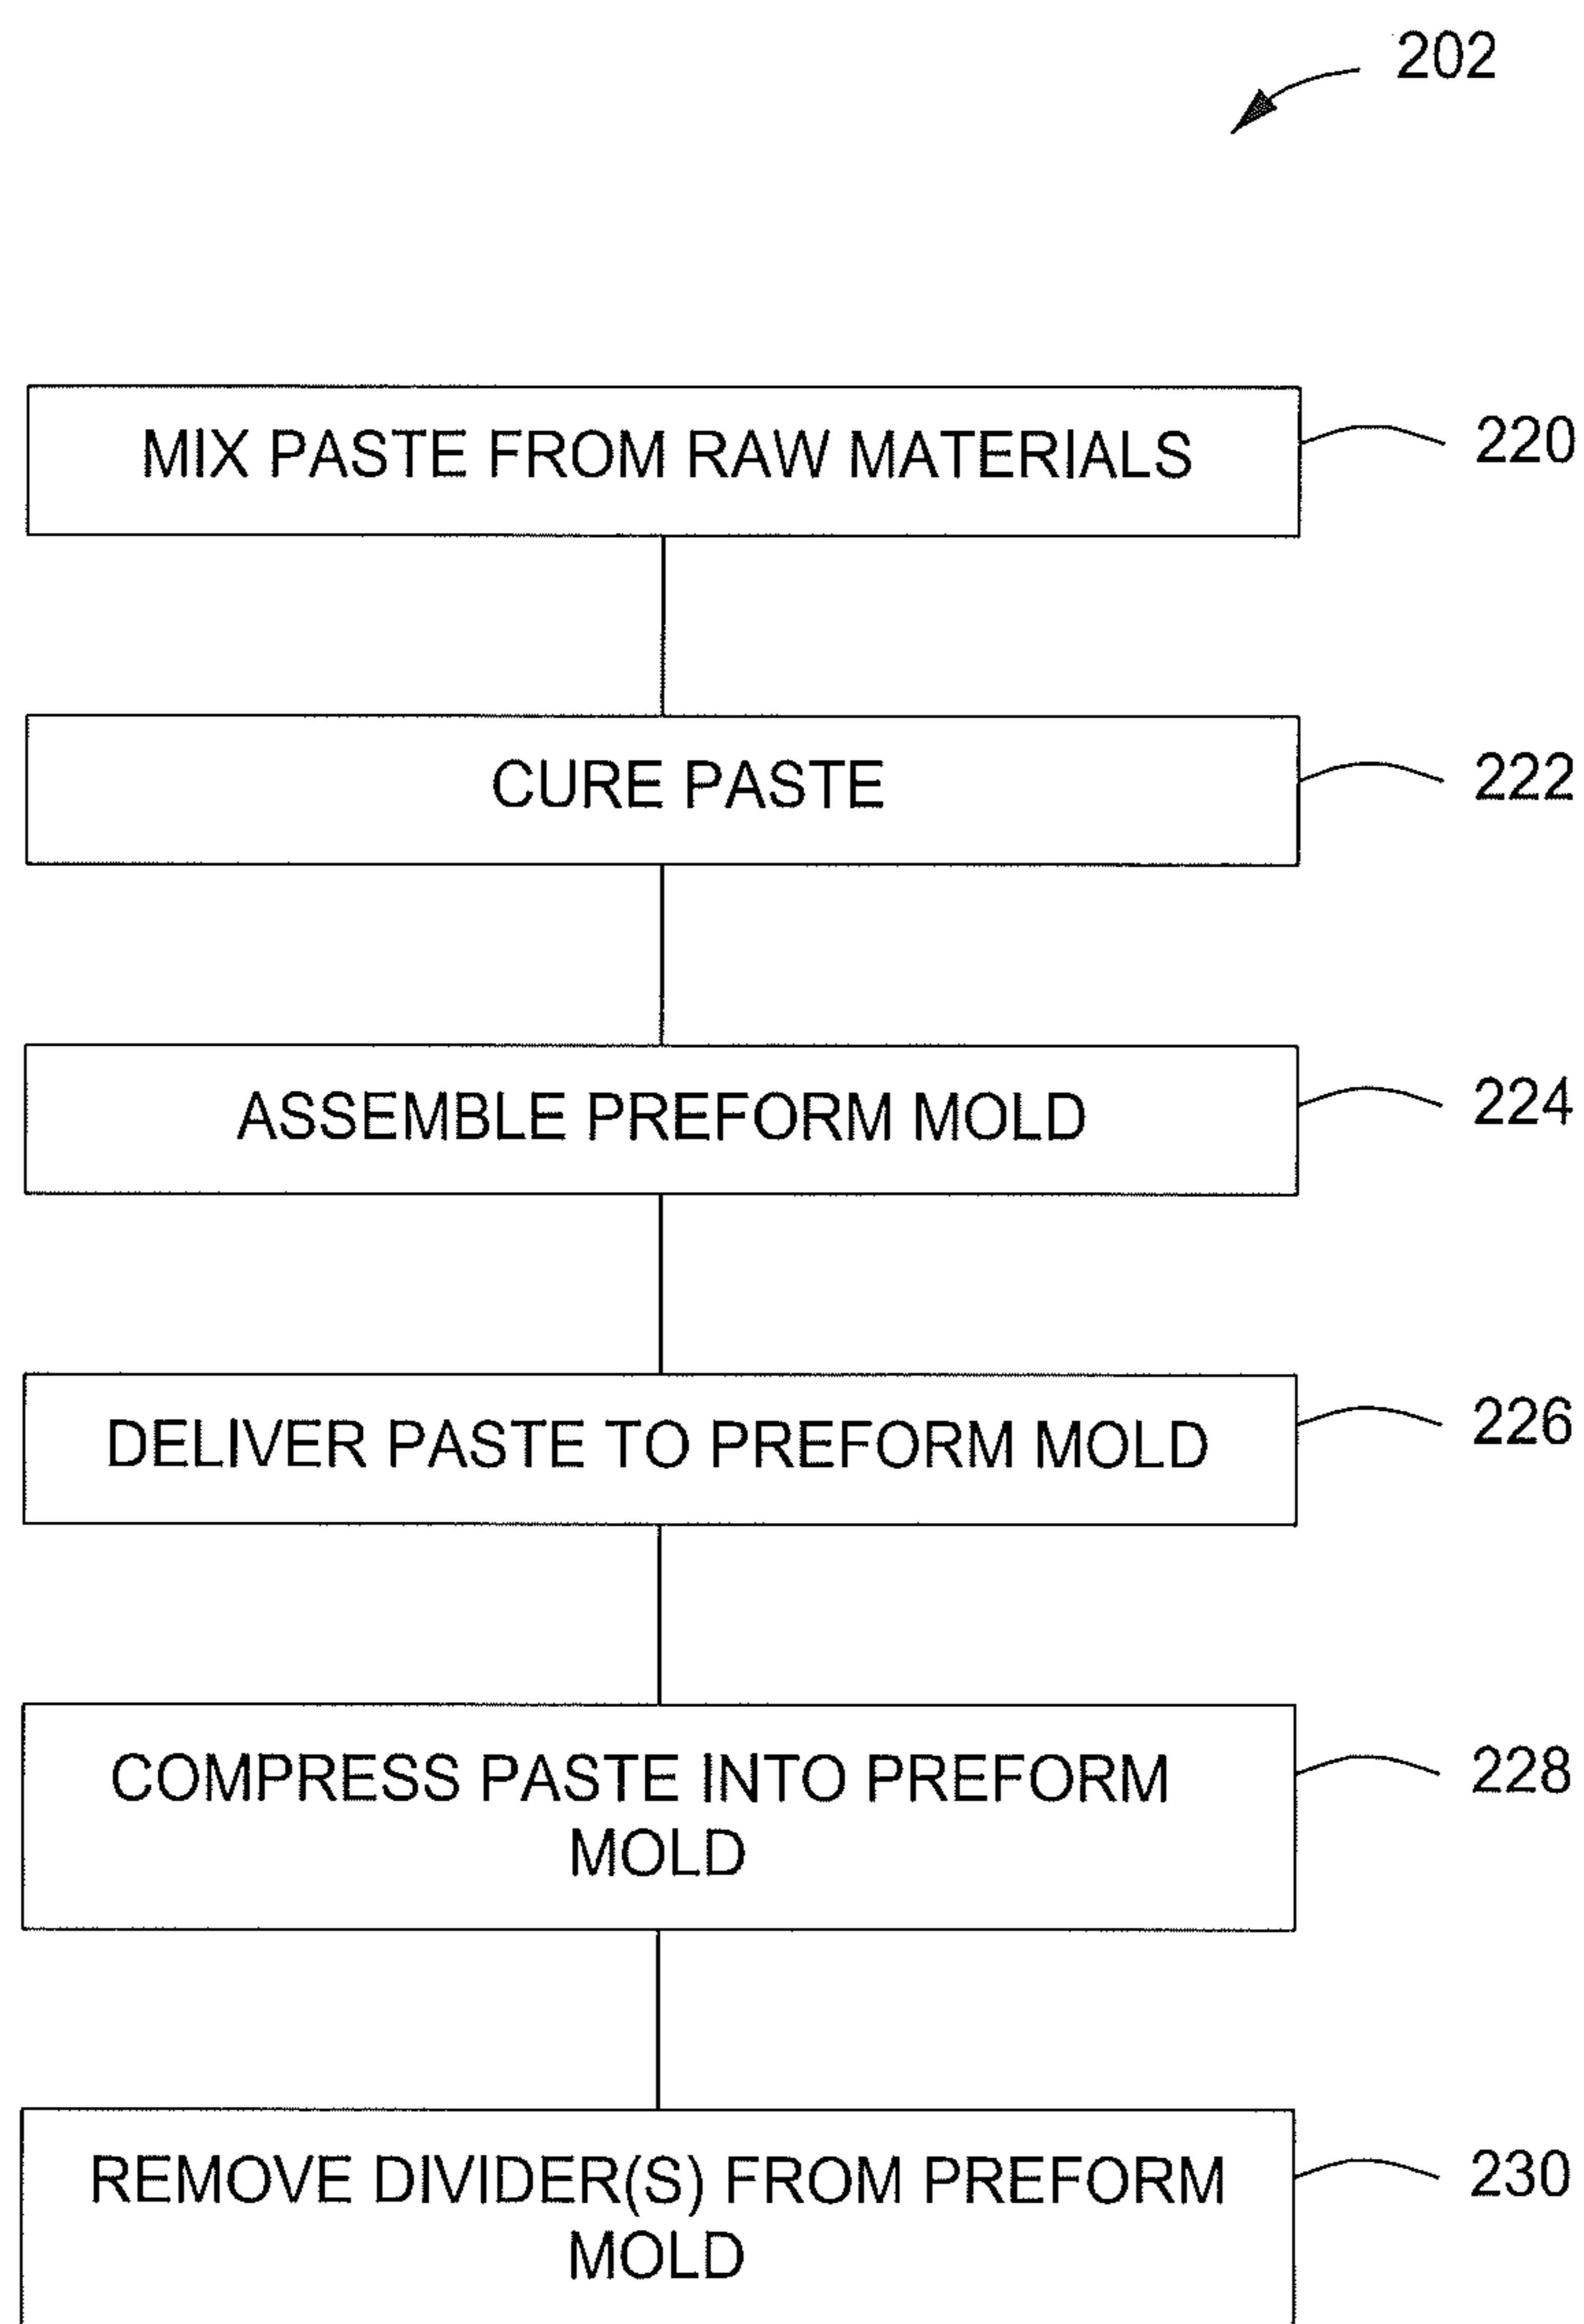 202
MIX PASTE FROM RAW MATERIALS
220
CURE PASTE
222
ASSEMBLE PREFORM MOLD
224
DELIVER PASTE TO PREFORM MOLD
226
COMPRESS PASTE INTO PREFORM
MOLD
228
REMOVE DIVIDER(S) FROM PREFORM
MOLD
230